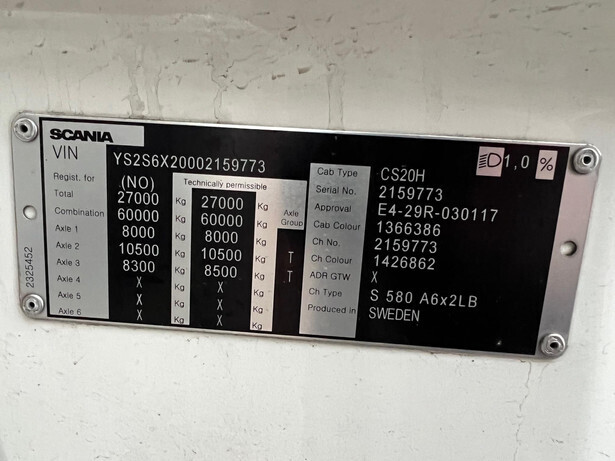 SCANIA
VIN YS2S6X20002159773
Regist. for (NO) Technically permissible
Total 27000 Kg 27000 Kg
Combination 60000 Kg 60000 Kg Axle Group
Axle 1 8000 Kg 8000 Kg
Axle 2 10500 Kg 10500 Kg T
Axle 3 8300 Kg 8500 Kg T
Axle 4 X Kg X Kg
Axle 5 X Kg X Kg
Axle 6 X Kg X Kg
2325452
Cab Type CS20H 1,0 %
Serial No. 2159773
Approval E4-29R-030117
Cab Colour 1366386
Ch No. 2159773
Ch Colour 1426862
ADR GTW X
Ch Type S 580 A6x2LB
Produced in SWEDEN